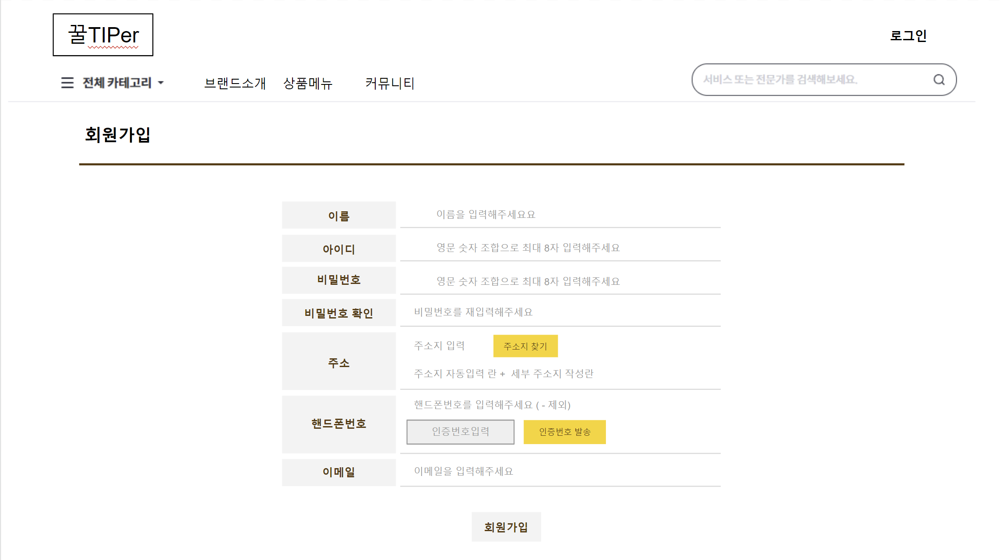 꿀TIPer
로그인
전체 카테고리
브랜드소개 상품메뉴 커뮤니티
서비스 또는 전문가를 검색해보세요.
회원가입
이름
이름을 입력해주세요요
아이디
영문 숫자 조합으로 최대 8자 입력해주세요
비밀번호
영문 숫자 조합으로 최대 8자 입력해주세요
비밀번호 확인
비밀번호를 재입력해주세요
주소
주소지 입력
주소지 찾기
주소지 자동입력 란 + 세부 주소지 작성란
핸드폰번호
핸드폰번호를 입력해주세요 ( - 제외)
인증번호입력
인증번호 발송
이메일
이메일을 입력해주세요
회원가입